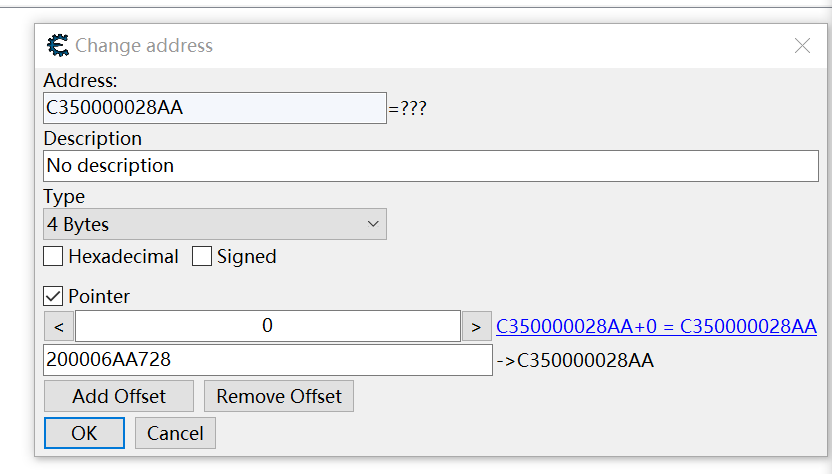 Change address
Address:
C350000028AA =???
Description
No description
Type
4 Bytes
Hexadecimal Signed
Pointer
< 0 > C350000028AA+0 = C350000028AA
200006AA728 ->C350000028AA
Add Offset Remove Offset
OK Cancel